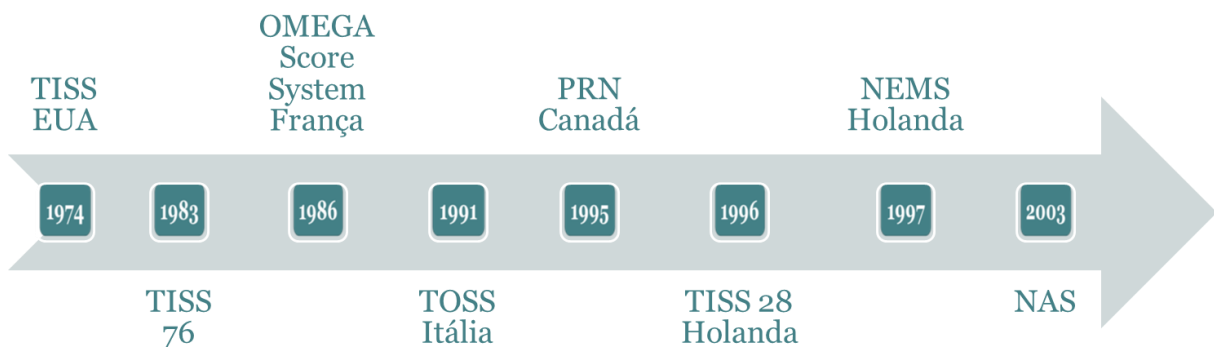 OMEGA
Score
System
França
TISS
EUA
PRN
Canadá
NEMS
Holanda
1974
1983
1986
1991
1995
1996
1997
2003
TISS
76
TOSS
Itália
TISS 28
Holanda
NAS